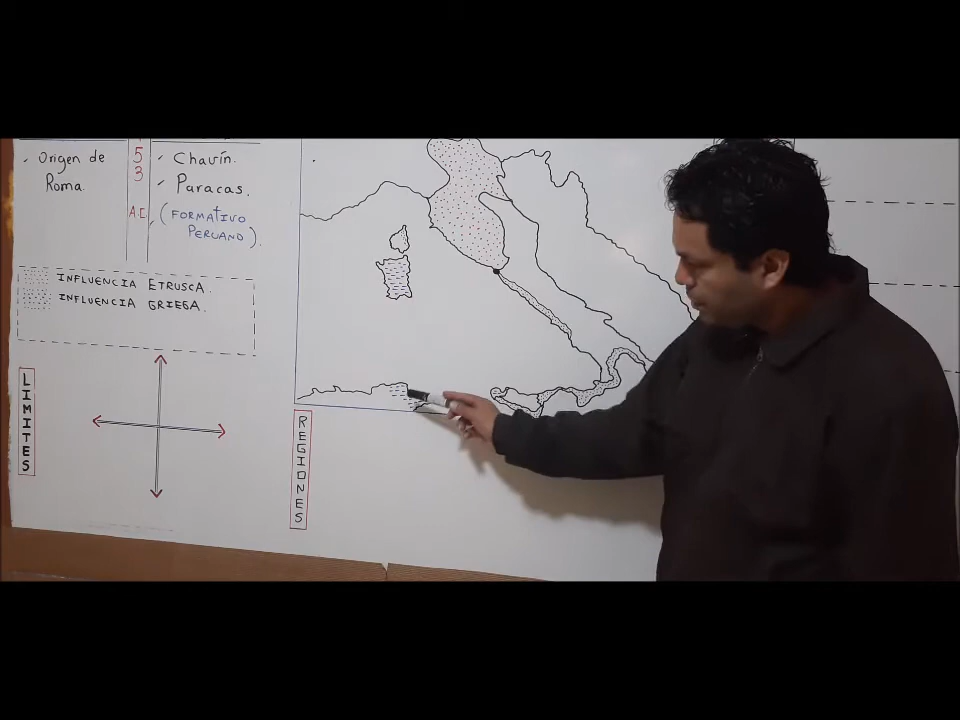 Origen de
Roma.
5
3
A.C.
Chavín.
Paracas.
(FORMATIVO
PERUANO).
INFLUENCIA ETRUSCA.
INFLUENCIA GRIEGA.
LIMITES
REGIONES